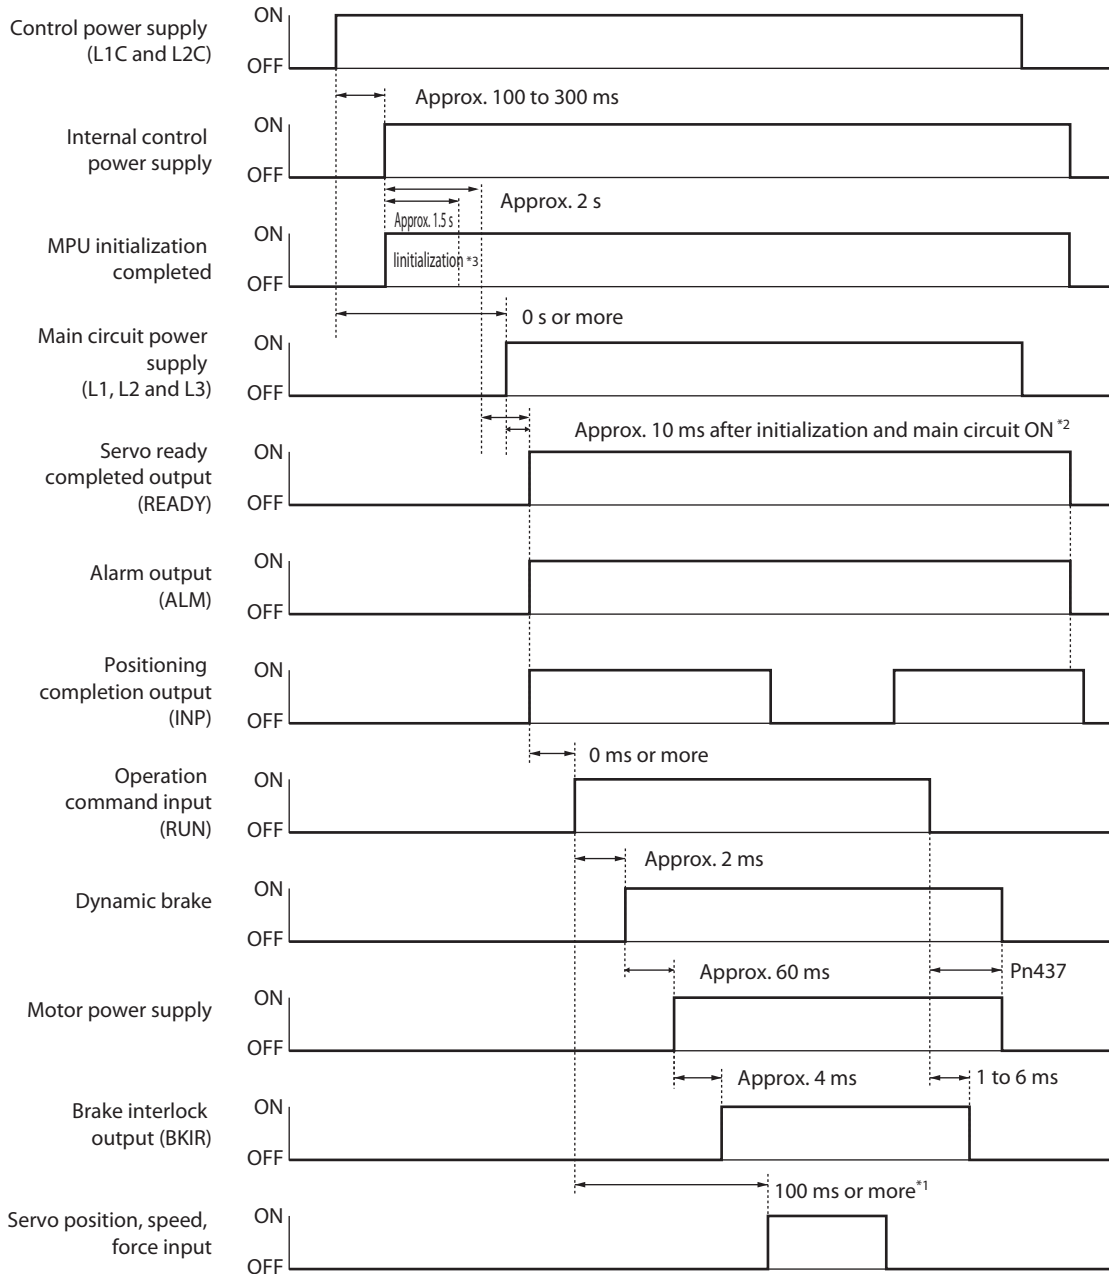 Control power supply
(L1C and L2C)
ON
OFF
Approx. 100 to 300 ms
Internal control
power supply
ON
OFF
Approx. 2 s
Approx. 1.5 s
MPU initialization
completed
ON
OFF
Iinitialization *3
0 s or more
Main circuit power
supply
(L1, L2 and L3)
ON
OFF
Approx. 10 ms after initialization and main circuit ON *2
Servo ready
completed output
(READY)
ON
OFF
Alarm output
(ALM)
ON
OFF
Positioning
completion output
(INP)
ON
OFF
0 ms or more
Operation
command input
(RUN)
ON
OFF
Approx. 2 ms
Dynamic brake
ON
OFF
Approx. 60 ms
Pn437
Motor power supply
ON
OFF
Approx. 4 ms
1 to 6 ms
Brake interlock
output (BKIR)
ON
OFF
100 ms or more*1
Servo position, speed,
force input
ON
OFF